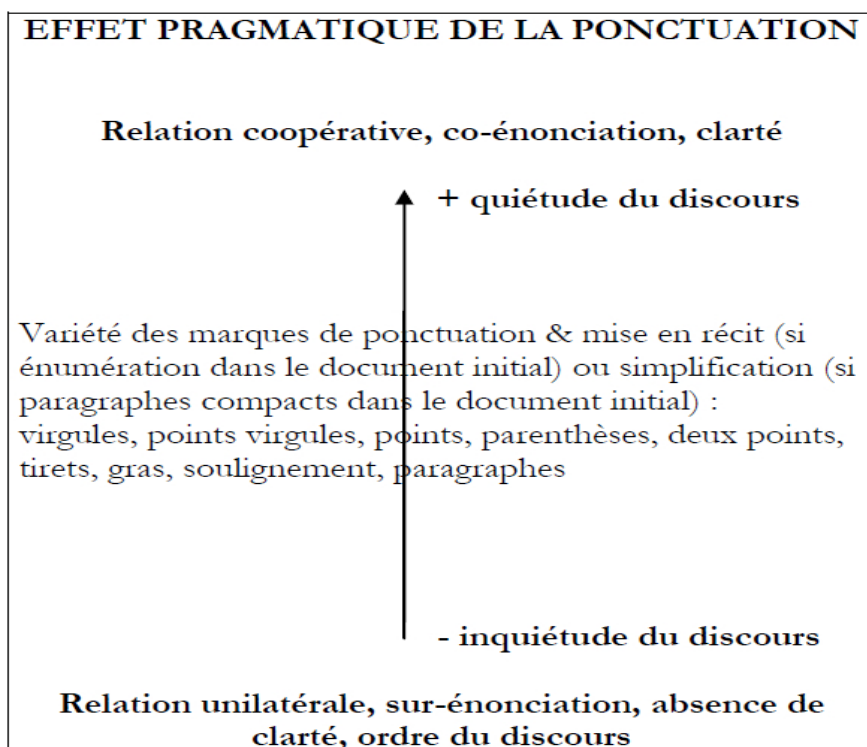 EFFET PRAGMATIQUE DE LA PONCTUATION
Relation coopérative, co-énonciation, clarté
+ quiétude du discours
Variété des marques de ponctuation & mise en récit (si
énumération dans le document initial) ou simplification (si
paragraphes compacts dans le document initial) :
virgules, points virgules, points, parenthèses, deux points,
tirets, gras, soulignement, paragraphes
- inquiétude du discours
Relation unilatérale, sur-énonciation, absence de
clarté, ordre du discours